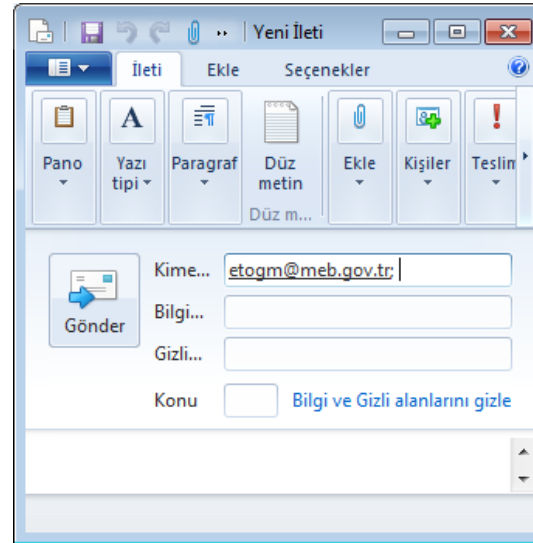 Yeni İleti
İleti Ekle Seçenekler
Pano Yazı tipi Paragraf Düz metin Ekle Kişiler Teslim
Düz m...
Kime... etogm@meb.gov.tr;
Gönder
Bilgi...
Gizli...
Konu Bilgi ve Gizli alanlarını gizle